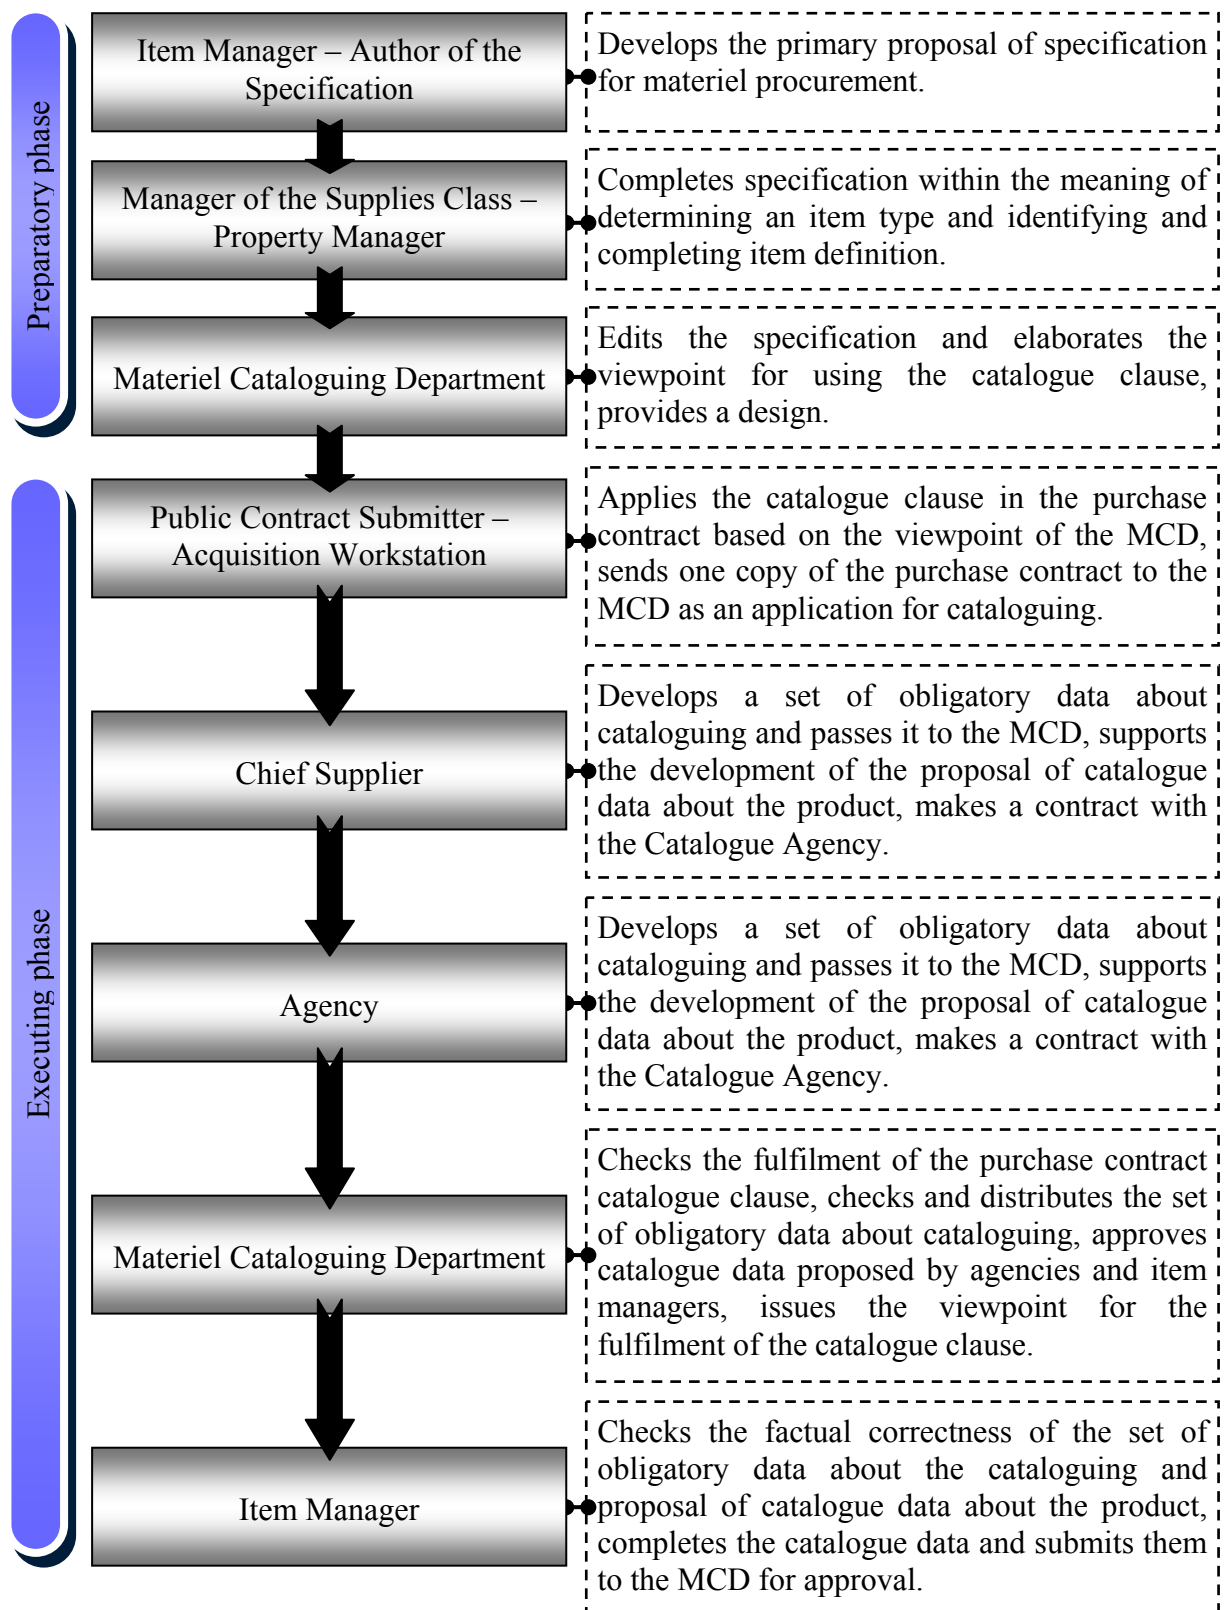 Preparatory phase
Item Manager – Author of the
Specification
Develops the primary proposal of specification
for materiel procurement.
Manager of the Supplies Class –
Property Manager
Completes specification within the meaning of
determining an item type and identifying and
completing item definition.
Materiel Cataloguing Department
Edits the specification and elaborates the
viewpoint for using the catalogue clause,
provides a design.
Executing phase
Public Contract Submitter –
Acquisition Workstation
Applies the catalogue clause in the purchase
contract based on the viewpoint of the MCD,
sends one copy of the purchase contract to the
MCD as an application for cataloguing.
Chief Supplier
Develops a set of obligatory data about
cataloguing and passes it to the MCD, supports
the development of the proposal of catalogue
data about the product, makes a contract with
the Catalogue Agency.
Agency
Develops a set of obligatory data about
cataloguing and passes it to the MCD, supports
the development of the proposal of catalogue
data about the product, makes a contract with
the Catalogue Agency.
Materiel Cataloguing Department
Checks the fulfilment of the purchase contract
catalogue clause, checks and distributes the set
of obligatory data about cataloguing, approves
catalogue data proposed by agencies and item
managers, issues the viewpoint for the
fulfilment of the catalogue clause.
Item Manager
Checks the factual correctness of the set of
obligatory data about the cataloguing and
proposal of catalogue data about the product,
completes the catalogue data and submits them
to the MCD for approval.